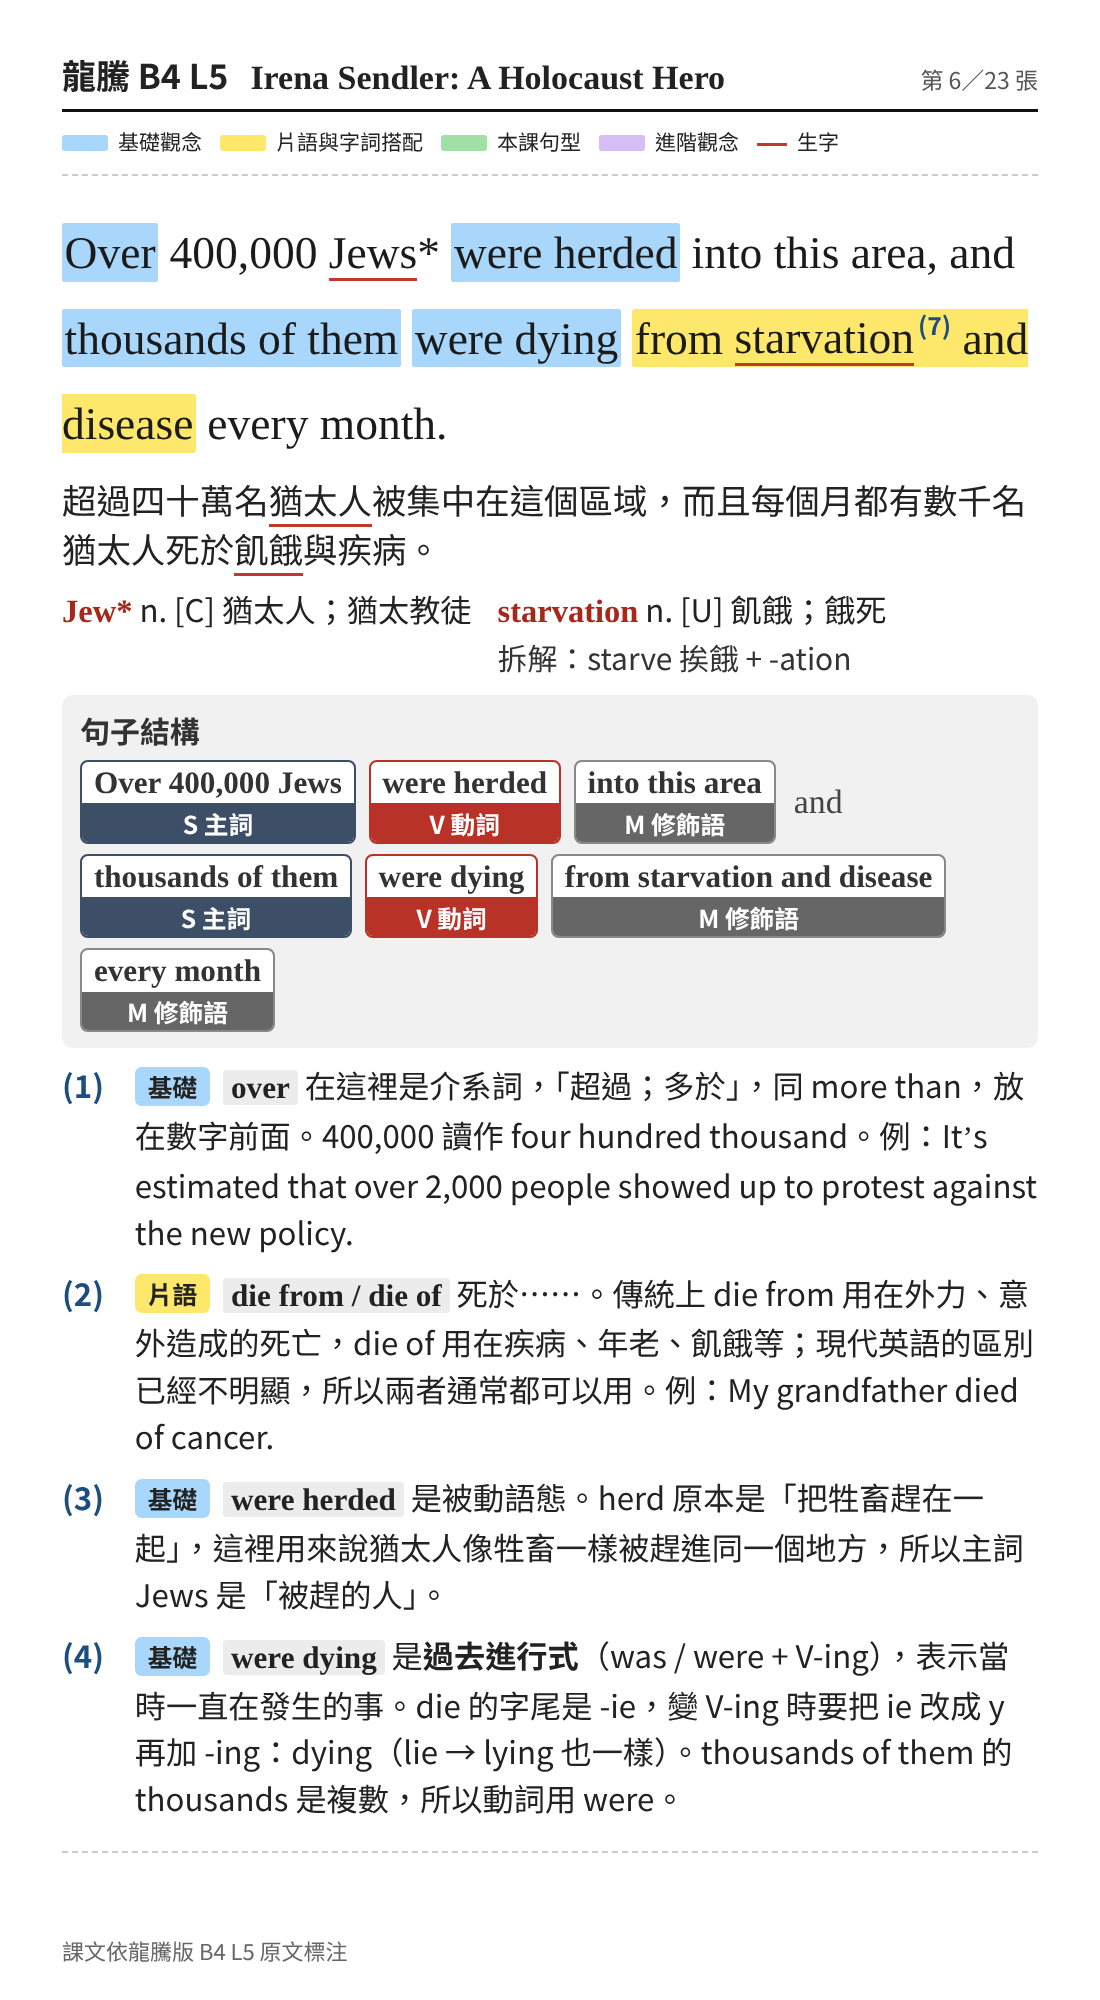 龍騰 B4 L5 Irena Sendler: A Holocaust Hero 第 6／23 張
基礎觀念 片語與字詞搭配 本課句型 進階觀念 生字
Over 400,000 Jews* were herded into this area, and
thousands of them were dying from starvation(7) and
disease every month.
超過四十萬名猶太人被集中在這個區域，而且每個月都有數千名
猶太人死於飢餓與疾病。
Jew* n. [C] 猶太人；猶太教徒 starvation n. [U] 飢餓；餓死
拆解：starve 挨餓 + -ation
句子結構
Over 400,000 Jews were herded into this area and
S 主詞 V 動詞 M 修飾語
thousands of them were dying from starvation and disease
S 主詞 V 動詞 M 修飾語
every month
M 修飾語
(1) 基礎 over 在這裡是介系詞，「超過；多於」，同 more than，放
在數字前面。400,000 讀作 four hundred thousand。例：It’s
estimated that over 2,000 people showed up to protest against
the new policy.
(2) 片語 die from / die of 死於……。傳統上 die from 用在外力、意
外造成的死亡，die of 用在疾病、年老、飢餓等；現代英語的區別
已經不明顯，所以兩者通常都可以用。例：My grandfather died
of cancer.
(3) 基礎 were herded 是被動語態。herd 原本是「把牲畜趕在一
起」，這裡用來說猶太人像牲畜一樣被趕進同一個地方，所以主詞
Jews 是「被趕的人」。
(4) 基礎 were dying 是過去進行式（was / were + V-ing），表示當
時一直在發生的事。die 的字尾是 -ie，變 V-ing 時要把 ie 改成 y
再加 -ing：dying（lie → lying 也一樣）。thousands of them 的
thousands 是複數，所以動詞用 were。
課文依龍騰版 B4 L5 原文標注